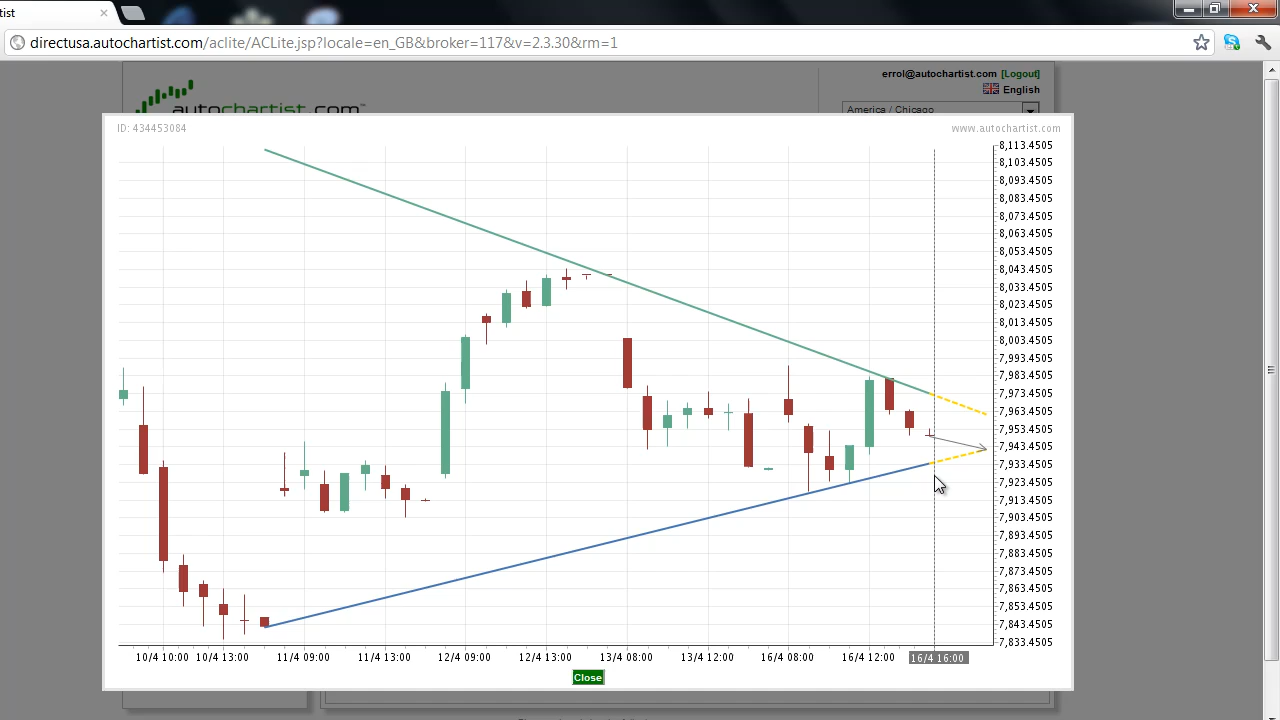 tist
directusa.autochartist.com/aclite/ACLite.jsp?locale=en_GB&broker=117&v=2.3.30&rm=1
errol@autochartist.com [Logout]
English
autochartist.com™
America / Chicago
ID: 434453084
www.autochartist.com
8,113.4505
8,103.4505
8,093.4505
8,083.4505
8,073.4505
8,063.4505
8,053.4505
8,043.4505
8,033.4505
8,023.4505
8,013.4505
8,003.4505
7,993.4505
7,983.4505
7,973.4505
7,963.4505
7,953.4505
7,943.4505
7,933.4505
7,923.4505
7,913.4505
7,903.4505
7,893.4505
7,883.4505
7,873.4505
7,863.4505
7,853.4505
7,843.4505
7,833.4505
10/4 10:00 10/4 13:00 11/4 09:00 11/4 13:00 12/4 09:00 12/4 13:00 13/4 08:00 13/4 12:00 16/4 08:00 16/4 12:00 16/4 16:00
Close